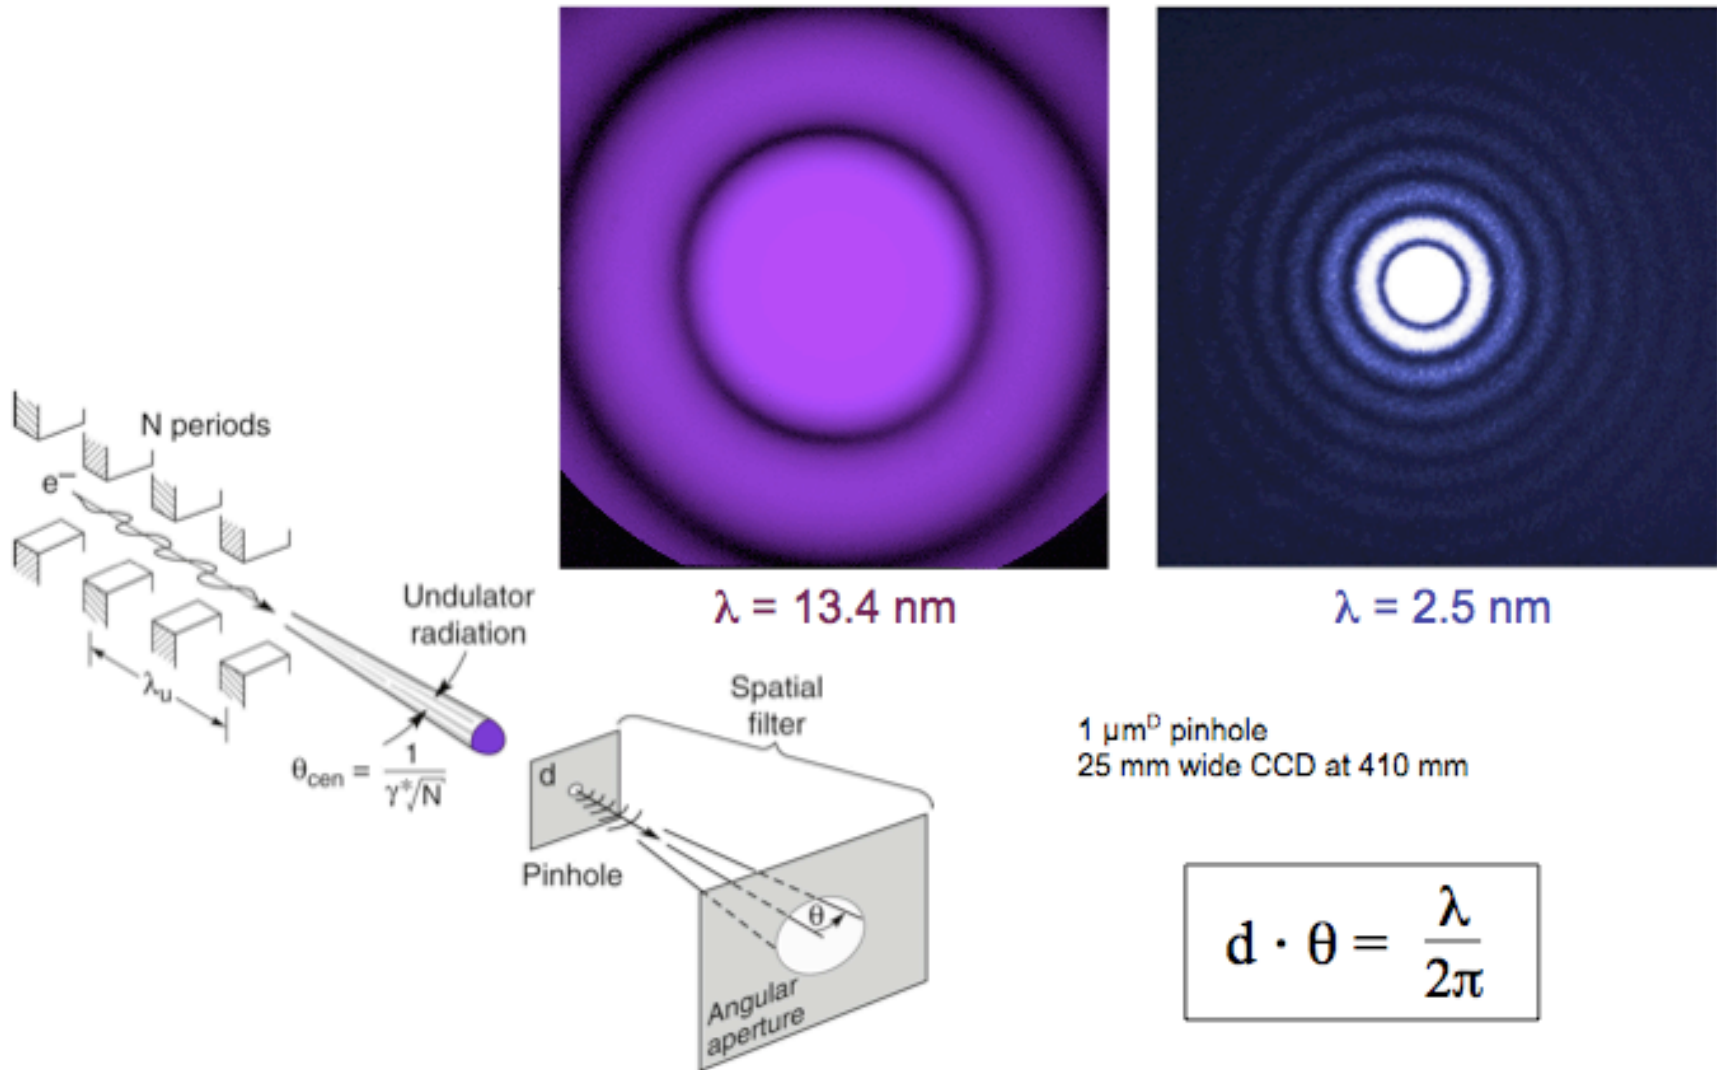 λ = 13.4 nm
λ = 2.5 nm
N periods
e–
λu
Undulator
radiation
θcen = 1 / γ*√N
d
Pinhole
Spatial
filter
θ
Angular
aperture
1 µmᴰ pinhole
25 mm wide CCD at 410 mm
d · θ = λ / 2π